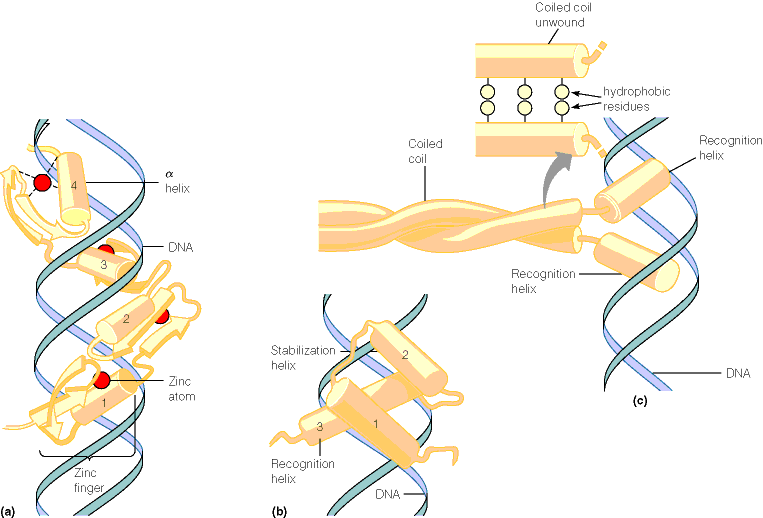 Coiled coil
unwound
hydrophobic
residues
Coiled
coil
Recognition
helix
Recognition
helix
DNA
(c)
α
helix
DNA
4
3
2
1
Zinc
atom
Zinc
finger
(a)
Stabilization
helix
2
3
1
Recognition
helix
DNA
(b)